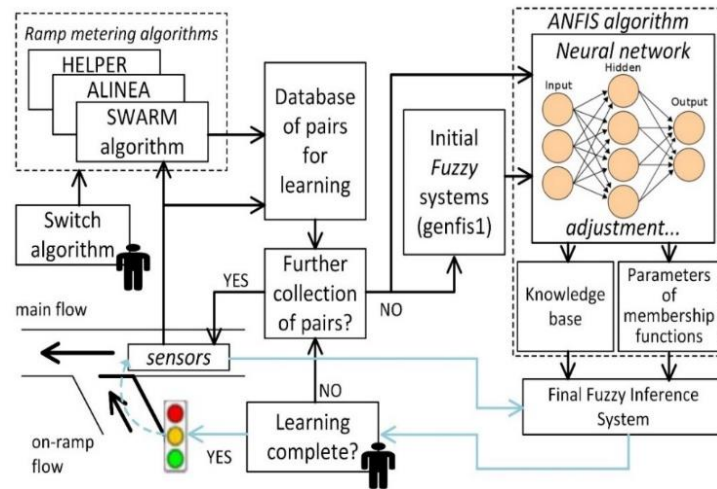 Ramp metering algorithms
HELPER
ALINEA
SWARM
algorithm
Switch
algorithm
Database
of pairs
for
learning
Further
collection
of pairs?
YES
NO
Initial
Fuzzy
systems
(genfis1)
ANFIS algorithm
Neural network
Hidden
Input
Output
adjustment...
Knowledge
base
Parameters
of
membership
functions
main flow
sensors
on-ramp
flow
YES
NO
Learning
complete?
Final Fuzzy Inference
System